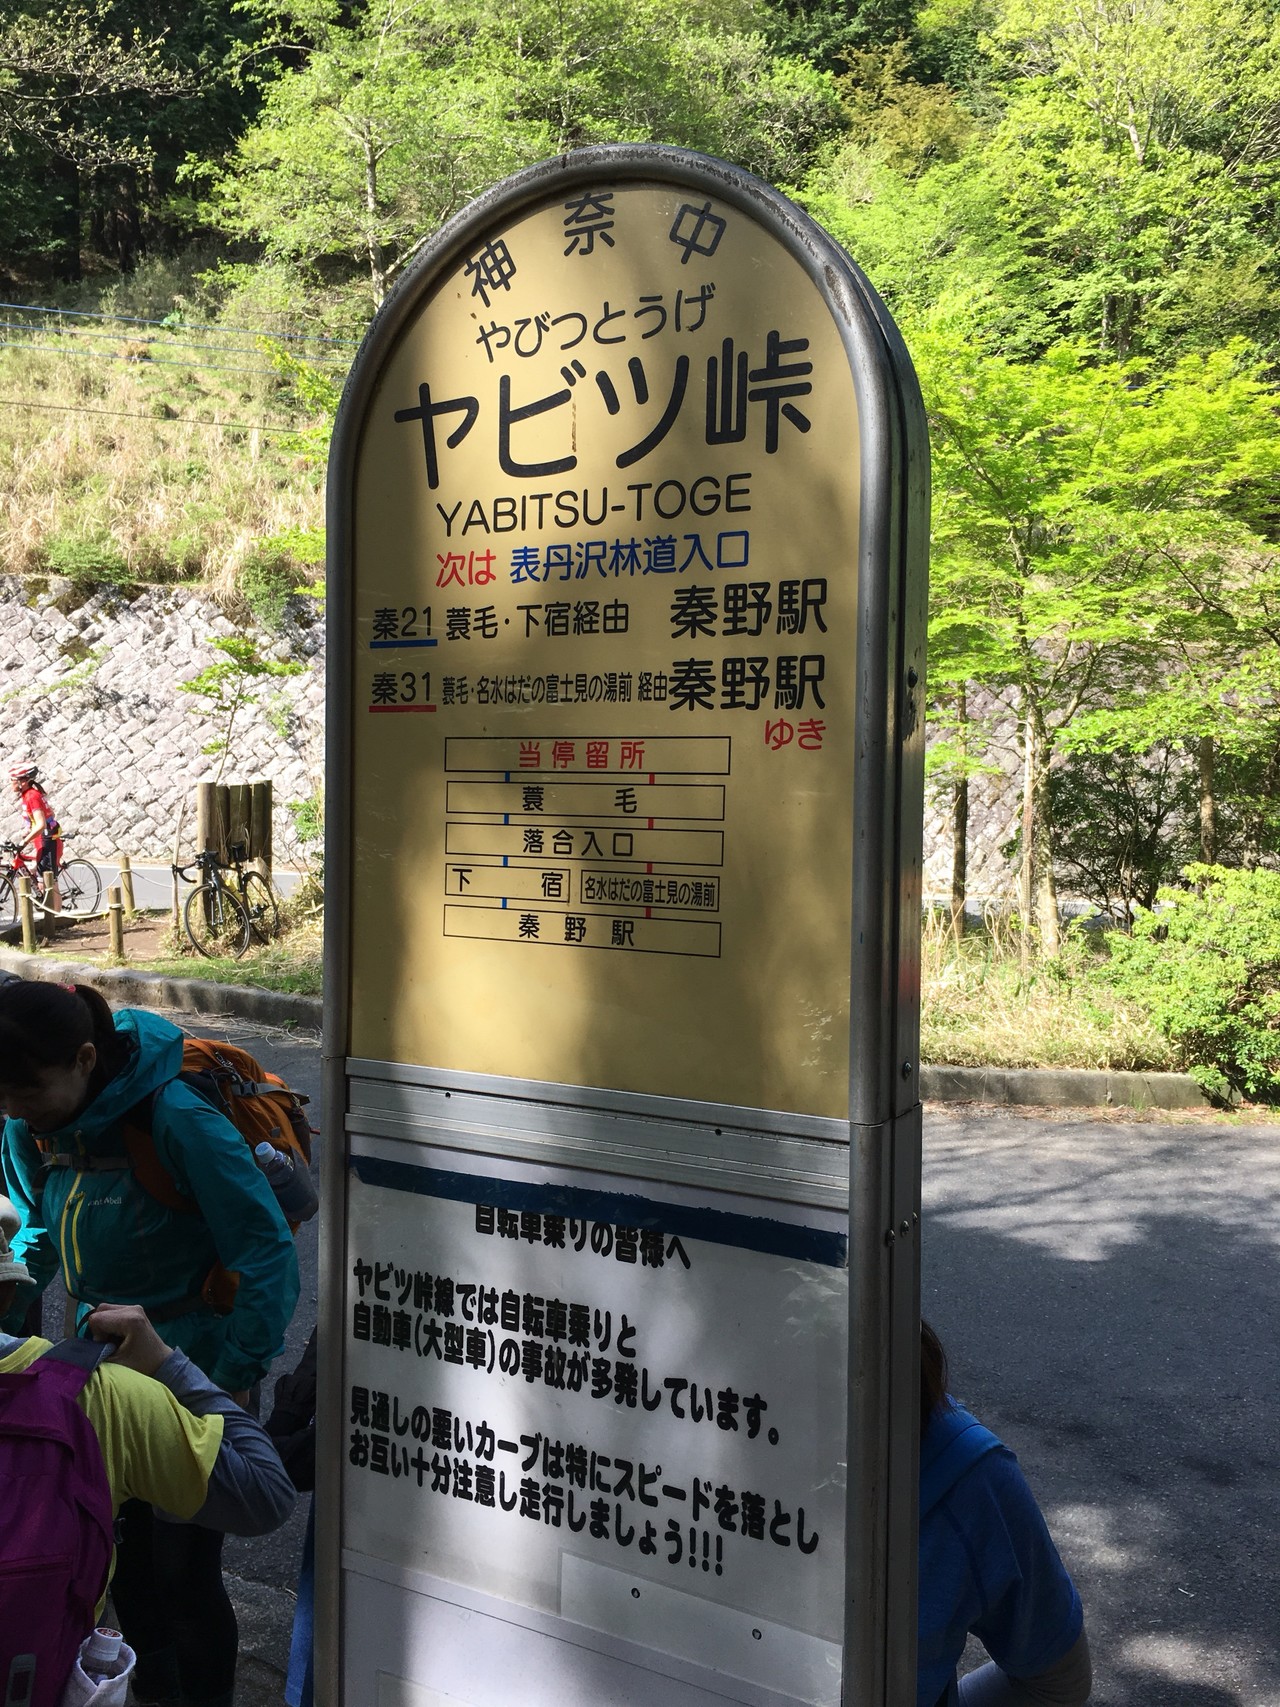 神奈中
やびつとうげ
ヤビツ峠
YABITSU-TOGE
次は 表丹沢林道入口
秦21 蓑毛・下宿経由 秦野駅
秦31 蓑毛・名水はだの富士見の湯前 経由 秦野駅
ゆき
当停留所
蓑 毛
落合入口
下 宿 名水はだの富士見の湯前
秦野駅
自転車乗りの皆様へ
ヤビツ峠線では自転車乗りと
自動車(大型車)の事故が多発しています。
見通しの悪いカーブは特にスピードを落とし
お互い十分注意し走行しましょう!!!